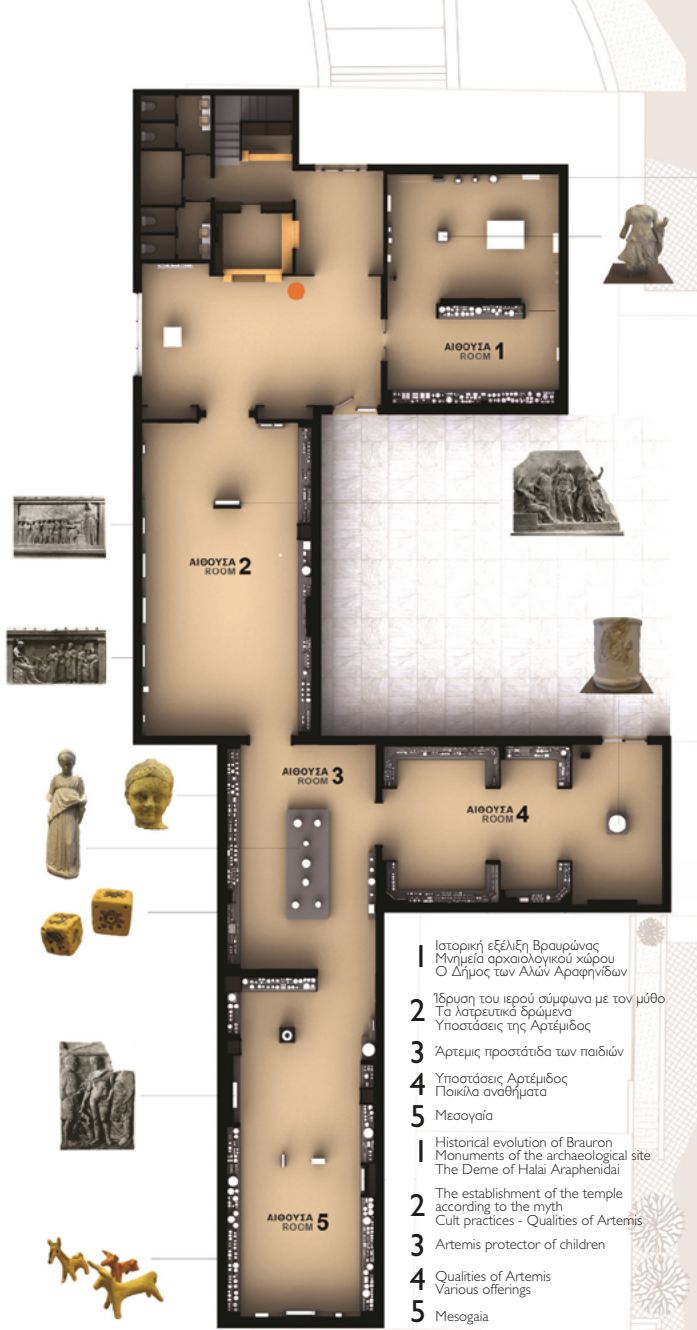 ΑΙΘΟΥΣΑ
ROOM 1
ΑΙΘΟΥΣΑ
ROOM 2
ΑΙΘΟΥΣΑ 3
ROOM
ΑΙΘΟΥΣΑ 4
ROOM
ΑΙΘΟΥΣΑ 5
ROOM
1 Ιστορική εξέλιξη Βραυρώνας
Μνημεία αρχαιολογικού χώρου
Ο Δήμος των Αλών Αραφηνίδων
2 Ίδρυση του ιερού σύμφωνα με τον μύθο
Τα λατρευτικά δρώμενα
Υποστάσεις της Αρτέμιδος
3 Άρτεμις προστάτιδα των παιδιών
4 Υποστάσεις Αρτέμιδος
Ποικίλα αναθήματα
5 Μεσογαία
1 Historical evolution of Brauron
Monuments of the archaeological site
The Deme of Halai Araphenidai
2 The establishment of the temple
according to the myth
Cult practices - Qualities of Artemis
3 Artemis protector of children
4 Qualities of Artemis
Various offerings
5 Mesogaia